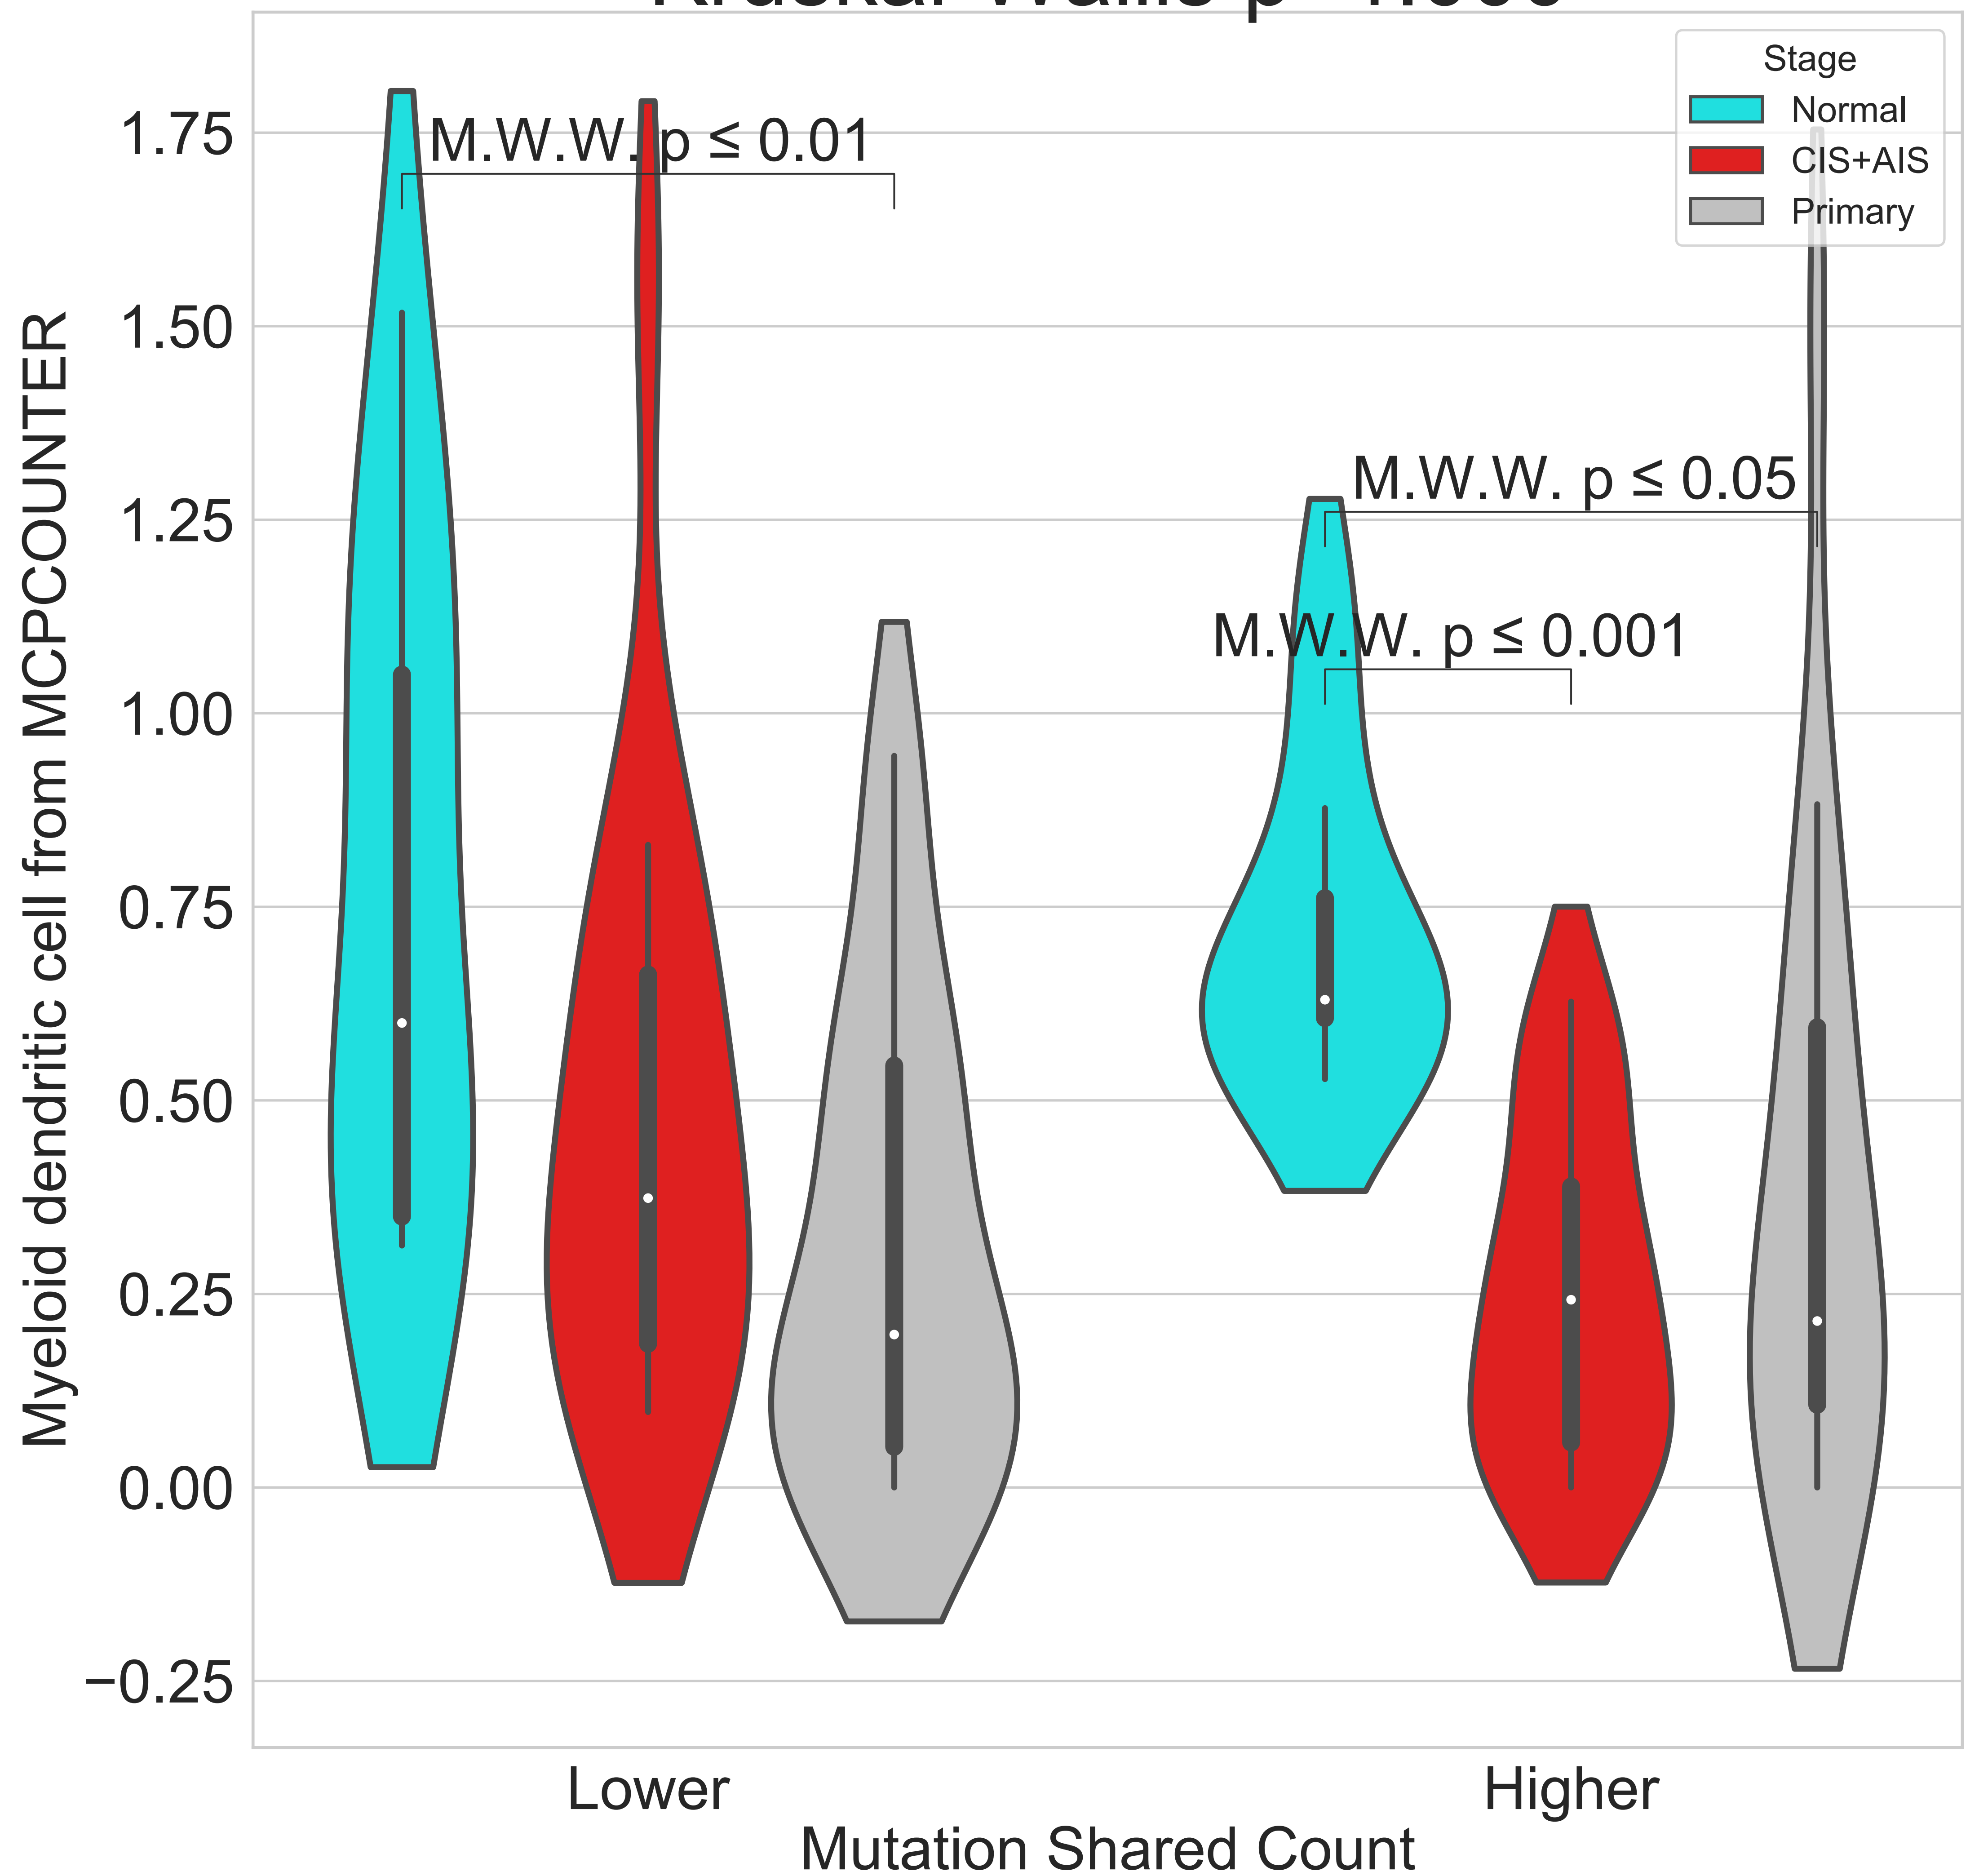 Stage
Normal
CIS+AIS
Primary
M.W.W. p ≤ 0.01
M.W.W. p ≤ 0.05
M.W.W. p ≤ 0.001
1.75
1.50
1.25
1.00
0.75
0.50
0.25
0.00
−0.25
Myeloid dendritic cell from MCPCOUNTER
Lower
Higher
Mutation Shared Count